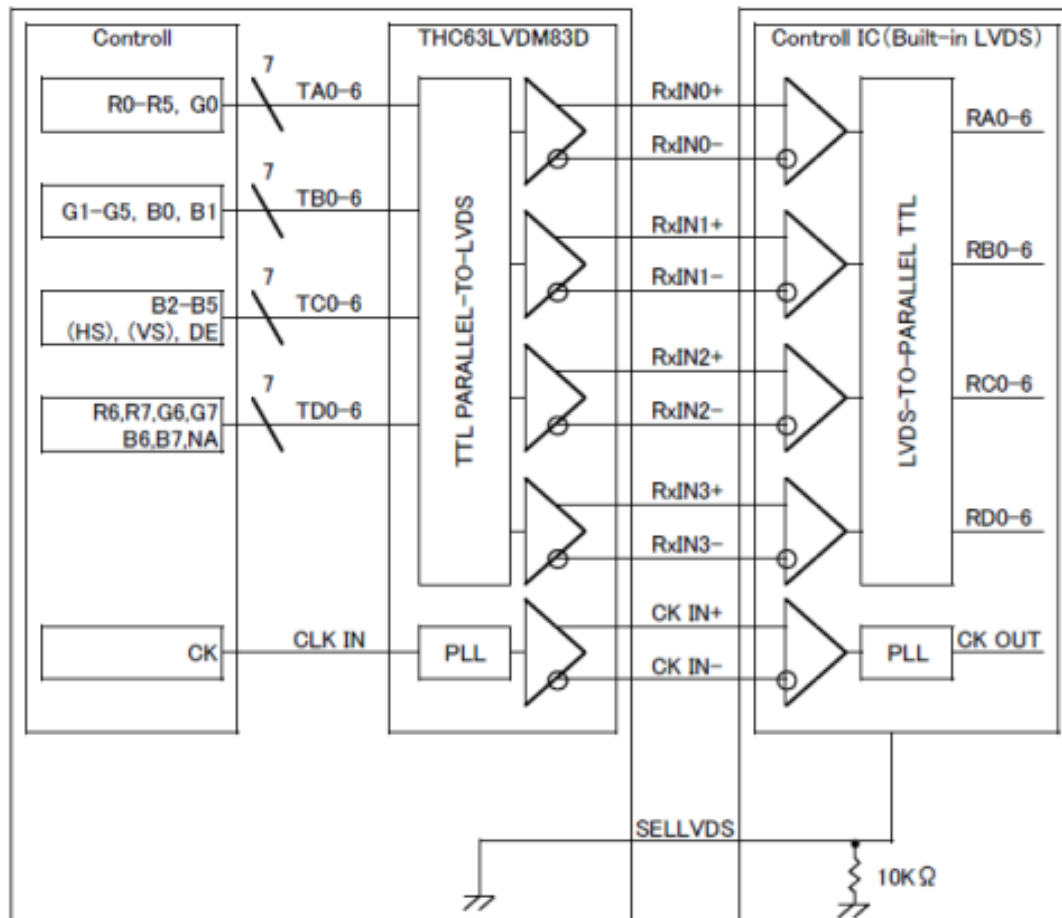 Controll
THC63LVDM83D
Controll IC(Built-in LVDS)
7
R0-R5, G0
TA0-6
RxIN0+
RxIN0-
RA0-6
7
G1-G5, B0, B1
TB0-6
RxIN1+
RxIN1-
RB0-6
7
B2-B5
(HS), (VS), DE
TC0-6
RxIN2+
RxIN2-
RC0-6
7
R6,R7,G6,G7
B6,B7,NA
TD0-6
RxIN3+
RxIN3-
RD0-6
TTL PARALLEL-TO-LVDS
LVDS-TO-PARALLEL TTL
CK
CLK IN
PLL
CK IN+
CK IN-
PLL
CK OUT
SELLVDS
10KΩ